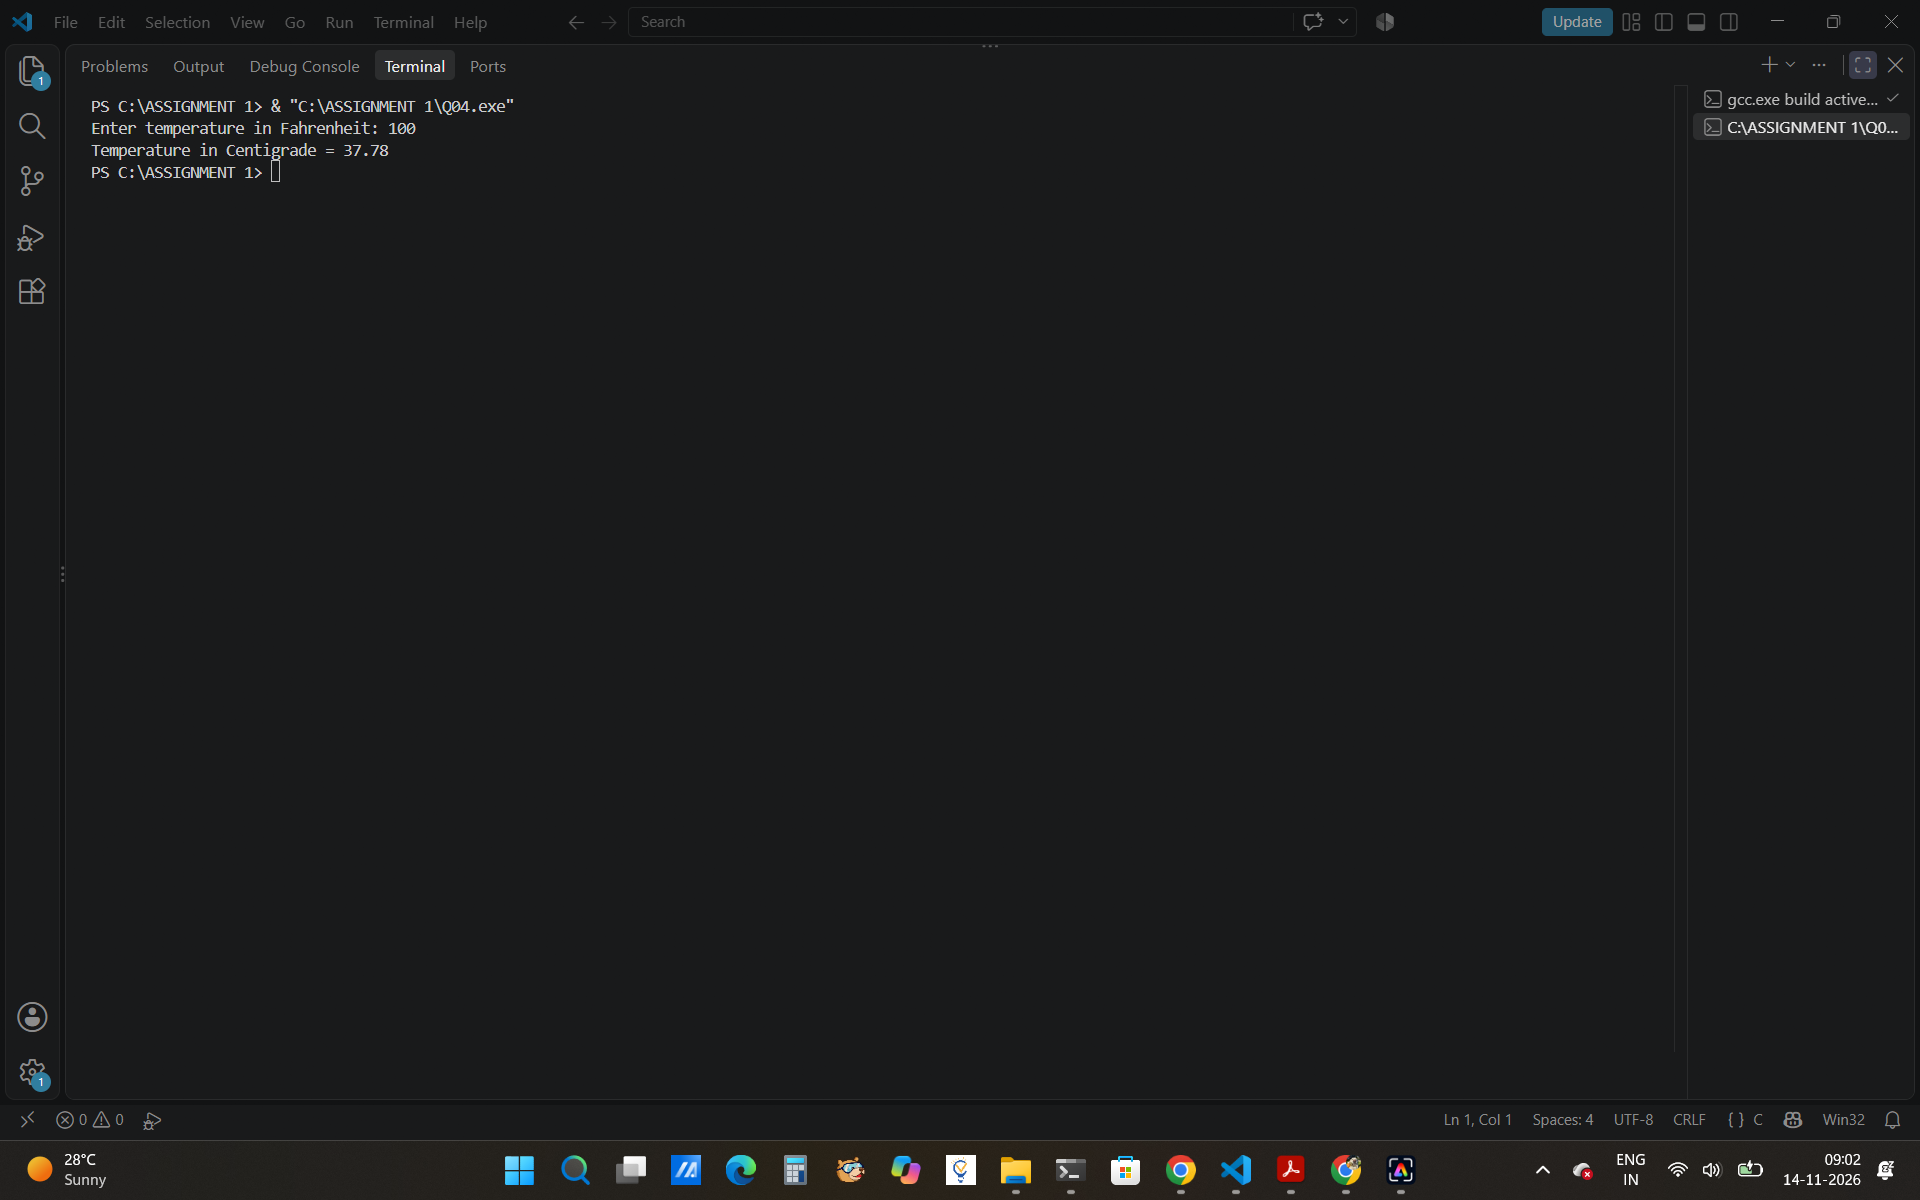 File Edit Selection View Go Run Terminal Help
Search
Update
Problems Output Debug Console Terminal Ports
PS C:\ASSIGNMENT 1> & "C:\ASSIGNMENT 1\Q04.exe"
Enter temperature in Fahrenheit: 100
Temperature in Centigrade = 37.78
PS C:\ASSIGNMENT 1>
gcc.exe build active...
C:\ASSIGNMENT 1\Q0...
1
1
0 0
Ln 1, Col 1 Spaces: 4 UTF-8 CRLF { } C Win32
28°C
Sunny
ENG
IN
09:02
14-11-2026